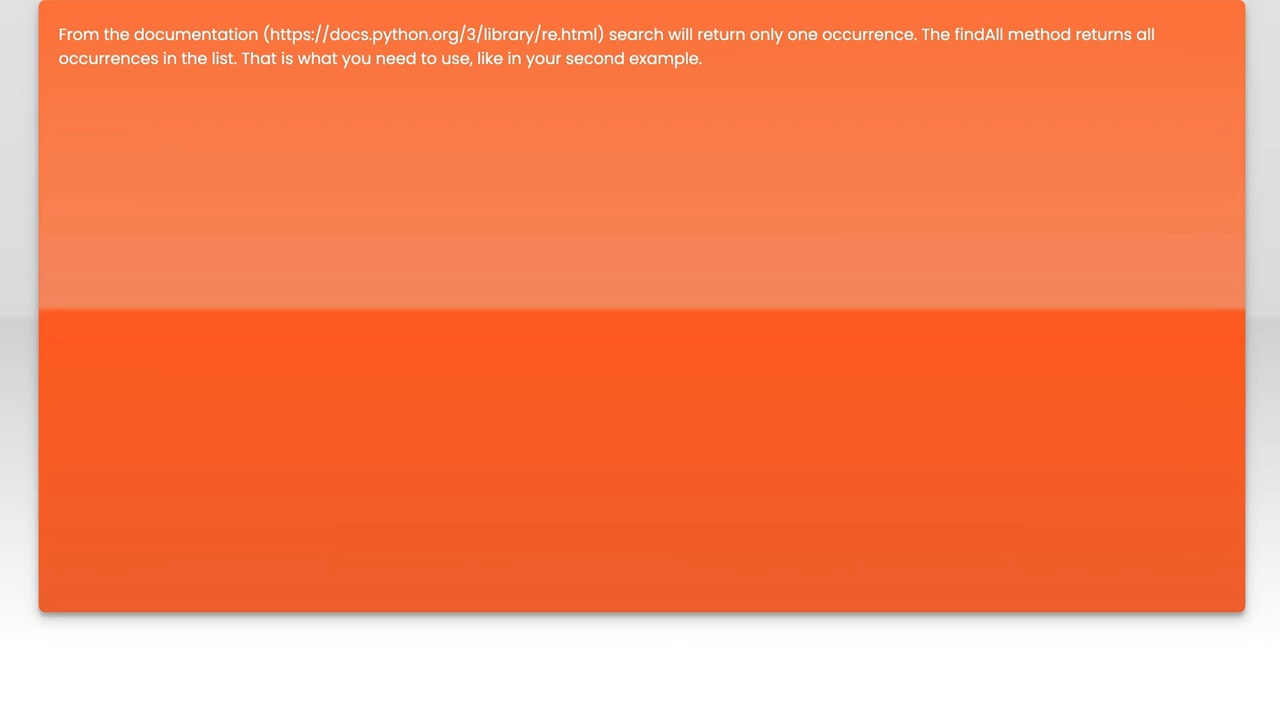 From the documentation (https://docs.python.org/3/library/re.html) search will return only one occurrence. The findAll method returns all
occurrences in the list. That is what you need to use, like in your second example.